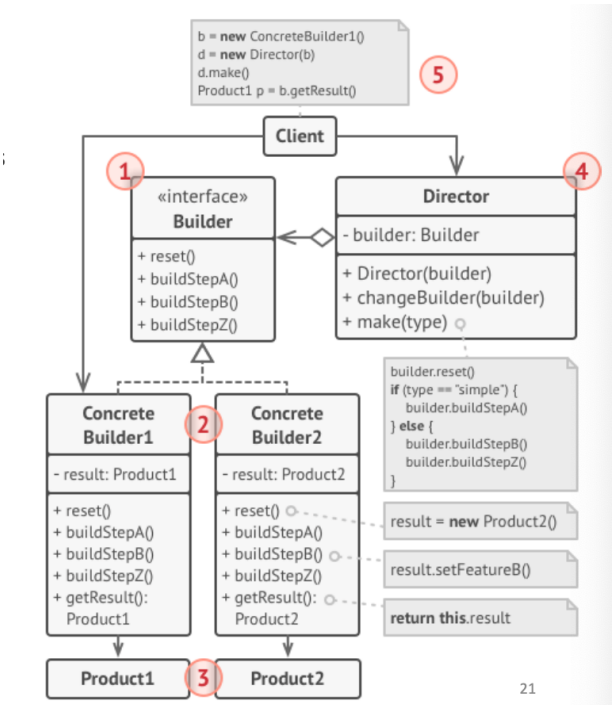 b = new ConcreteBuilder1()
d = new Director(b)
d.make()
Product1 p = b.getResult()
5
Client
1
«interface»
Builder
+ reset()
+ buildStepA()
+ buildStepB()
+ buildStepZ()
4
Director
- builder: Builder
+ Director(builder)
+ changeBuilder(builder)
+ make(type)
builder.reset()
if (type == "simple") {
builder.buildStepA()
} else {
builder.buildStepB()
builder.buildStepZ()
}
Concrete
Builder1
- result: Product1
+ reset()
+ buildStepA()
+ buildStepB()
+ buildStepZ()
+ getResult():
Product1
2
Concrete
Builder2
- result: Product2
+ reset()
+ buildStepA()
+ buildStepB()
+ buildStepZ()
+ getResult():
Product2
result = new Product2()
result.setFeatureB()
return this.result
Product1
3
Product2
21